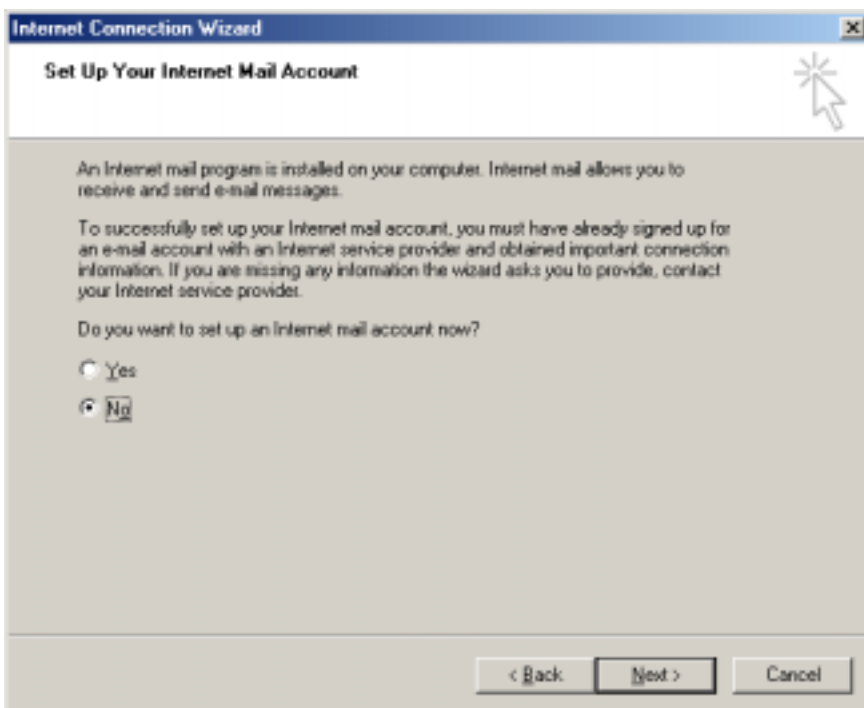 Internet Connection Wizard
Set Up Your Internet Mail Account
An Internet mail program is installed on your computer. Internet mail allows you to
receive and send e-mail messages.
To successfully set up your Internet mail account, you must have already signed up for
an e-mail account with an Internet service provider and obtained important connection
information. If you are missing any information the wizard asks you to provide, contact
your Internet service provider.
Do you want to set up an Internet mail account now?
Yes
No
< Back
Next >
Cancel